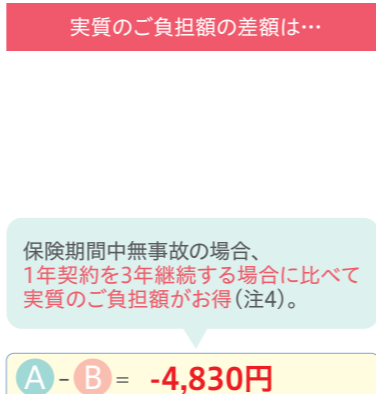 実質のご負担額の差額は…
保険期間中無事故の場合、
1年契約を3年継続する場合に比べて
実質のご負担額がお得(注4)。
A - B = -4,830円